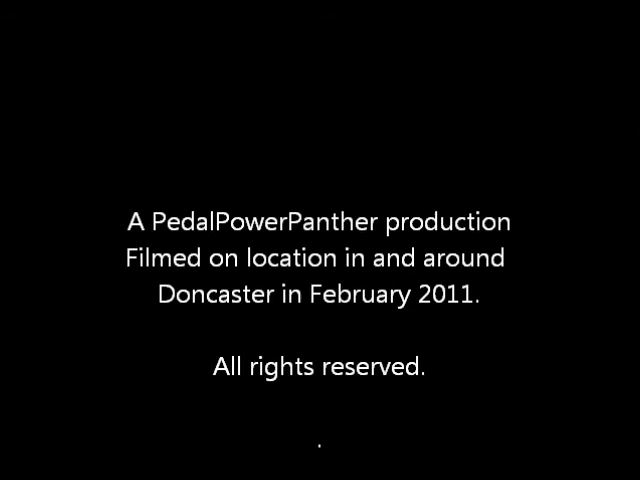 A PedalPowerPanther production
Filmed on location in and around
Doncaster in February 2011.
All rights reserved.
.